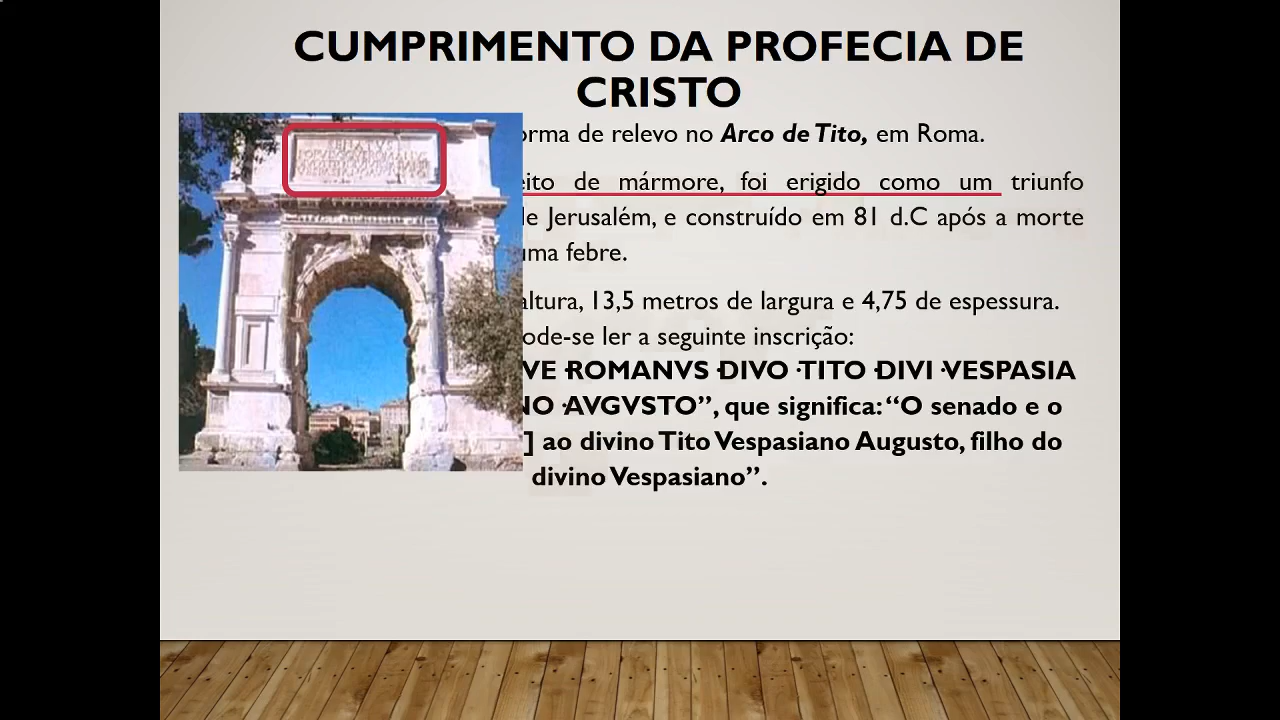 CUMPRIMENTO DA PROFECIA DE
CRISTO
orma de relevo no Arco de Tito, em Roma.
eito de mármore, foi erigido como um triunfo
de Jerusalém, e construído em 81 d.C após a morte
uma febre.
altura, 13,5 metros de largura e 4,75 de espessura.
ode-se ler a seguinte inscrição:
VE ·ROMANVS ·DIVO ·TITO ·DIVI ·VESPASIA
NO ·AVGVSTO”, que significa: “O senado e o
] ao divino Tito Vespasiano Augusto, filho do
divino Vespasiano”.